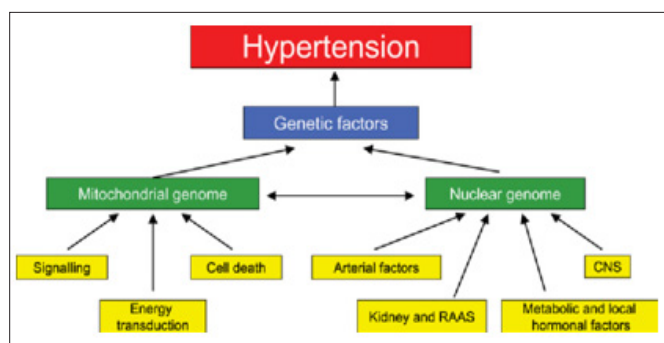 Hypertension
Genetic factors
Mitochondrial genome
Nuclear genome
Signalling
Cell death
Arterial factors
CNS
Energy
transduction
Kidney and RAAS
Metabolic and local
hormonal factors